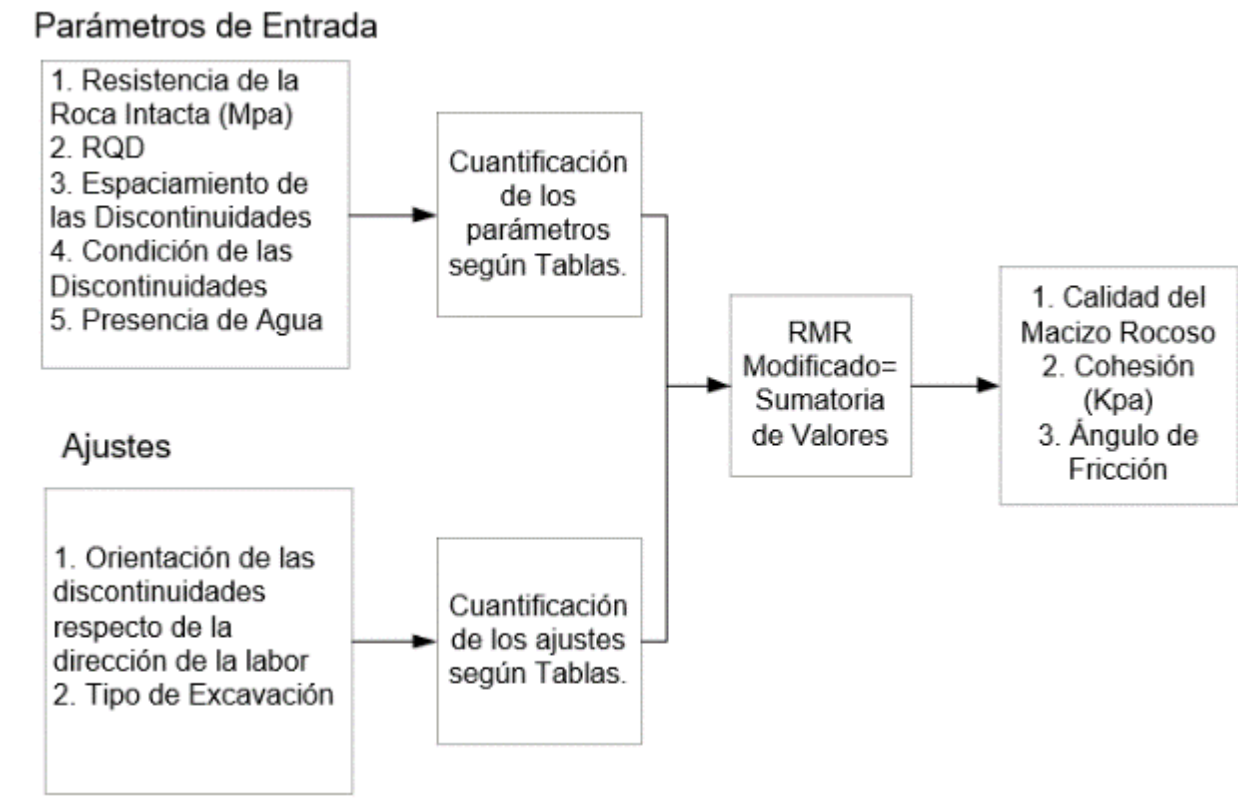 Parámetros de Entrada
1. Resistencia de la
Roca Intacta (Mpa)
2. RQD
3. Espaciamiento de
las Discontinuidades
4. Condición de las
Discontinuidades
5. Presencia de Agua
Cuantificación
de los
parámetros
según Tablas.
Ajustes
1. Orientación de las
discontinuidades
respecto de la
dirección de la labor
2. Tipo de Excavación
Cuantificación
de los ajustes
según Tablas.
RMR
Modificado=
Sumatoria
de Valores
1. Calidad del
Macizo Rocoso
2. Cohesión
(Kpa)
3. Ángulo de
Fricción